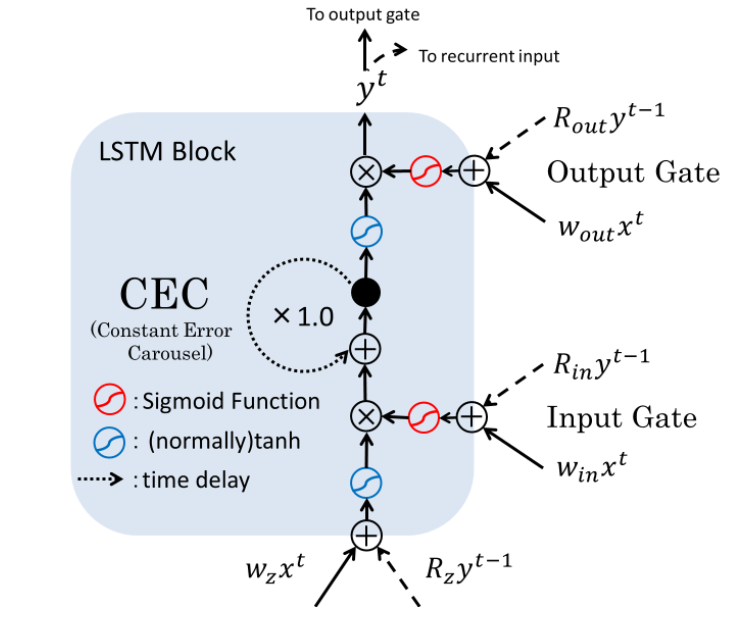 To output gate
To recurrent input
y^t
R_{out}y^{t−1}
LSTM Block
Output Gate
w_{out}x^t
CEC
(Constant Error
Carousel)
× 1.0
R_{in}y^{t−1}
: Sigmoid Function
Input Gate
: (normally)tanh
w_{in}x^t
: time delay
w_zx^t
R_zy^{t−1}